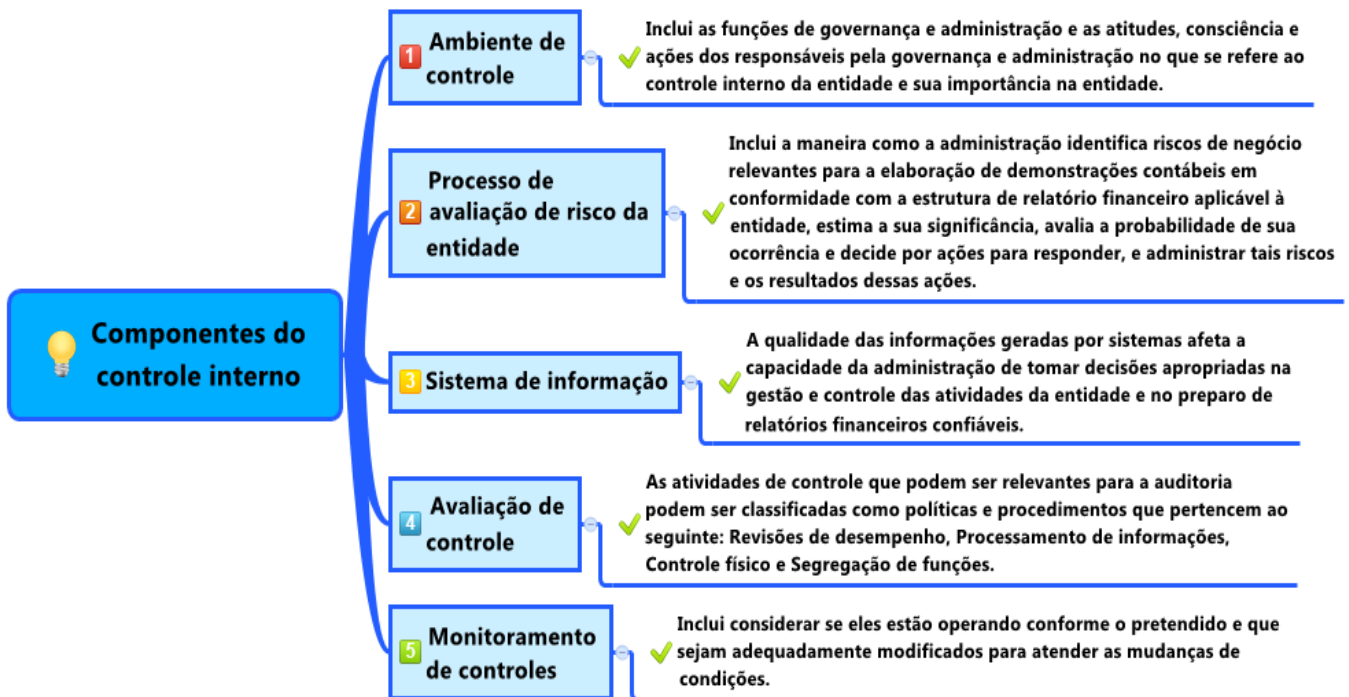 Componentes do
controle interno
1
Ambiente de
controle
Inclui as funções de governança e administração e as atitudes, consciência e
ações dos responsáveis pela governança e administração no que se refere ao
controle interno da entidade e sua importância na entidade.
2
Processo de
avaliação de risco da
entidade
Inclui a maneira como a administração identifica riscos de negócio
relevantes para a elaboração de demonstrações contábeis em
conformidade com a estrutura de relatório financeiro aplicável à
entidade, estima a sua significância, avalia a probabilidade de sua
ocorrência e decide por ações para responder, e administrar tais riscos
e os resultados dessas ações.
3
Sistema de informação
A qualidade das informações geradas por sistemas afeta a
capacidade da administração de tomar decisões apropriadas na
gestão e controle das atividades da entidade e no preparo de
relatórios financeiros confiáveis.
4
Avaliação de
controle
As atividades de controle que podem ser relevantes para a auditoria
podem ser classificadas como políticas e procedimentos que pertencem ao
seguinte: Revisões de desempenho, Processamento de informações,
Controle físico e Segregação de funções.
5
Monitoramento
de controles
Inclui considerar se eles estão operando conforme o pretendido e que
sejam adequadamente modificados para atender as mudanças de
condições.